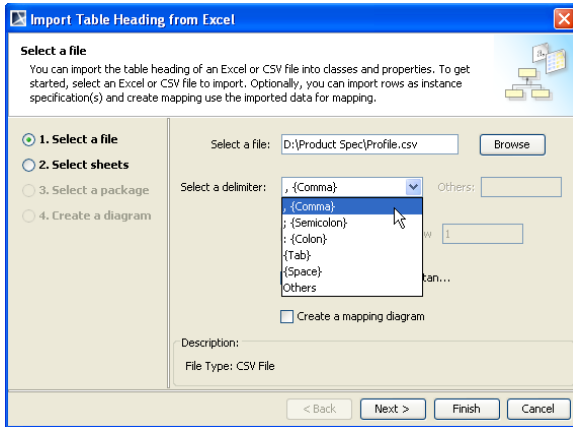 Import Table Heading from Excel
Select a file
You can import the table heading of an Excel or CSV file into classes and properties. To get
started, select an Excel or CSV file to import. Optionally, you can import rows as instance
specification(s) and create mapping use the imported data for mapping.
1. Select a file
2. Select sheets
3. Select a package
4. Create a diagram
Select a file: D:\Product Spec\Profile.csv Browse
Select a delimiter: , {Comma} Others:
, {Comma}
; {Semicolon}
: {Colon}
w 1
{Tab}
{Space}
tan...
Others
Create a mapping diagram
Description:
File Type: CSV File
< Back Next > Finish Cancel